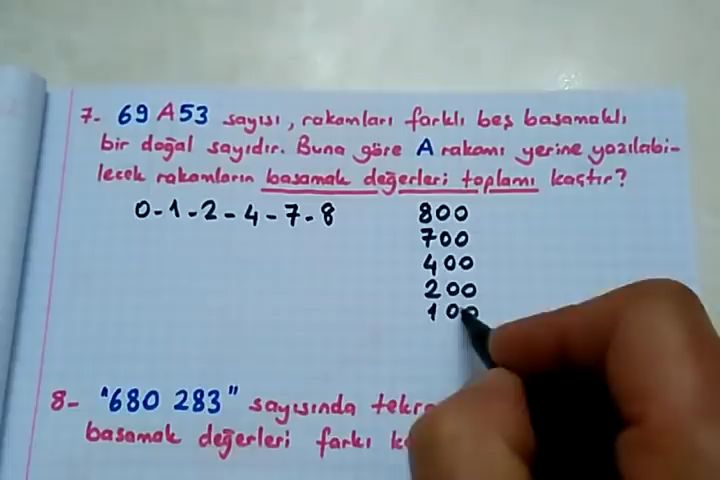 7- 69A53 sayısı, rakamları farklı beş basamaklı
bir doğal sayıdır. Buna göre A rakamı yerine yazılabi-
lecek rakamların basamak değerleri toplamı kaçtır?
0-1-2-4-7-8
800
700
400
200
100
8- "680 283" sayısında
basamak değerleri farkı